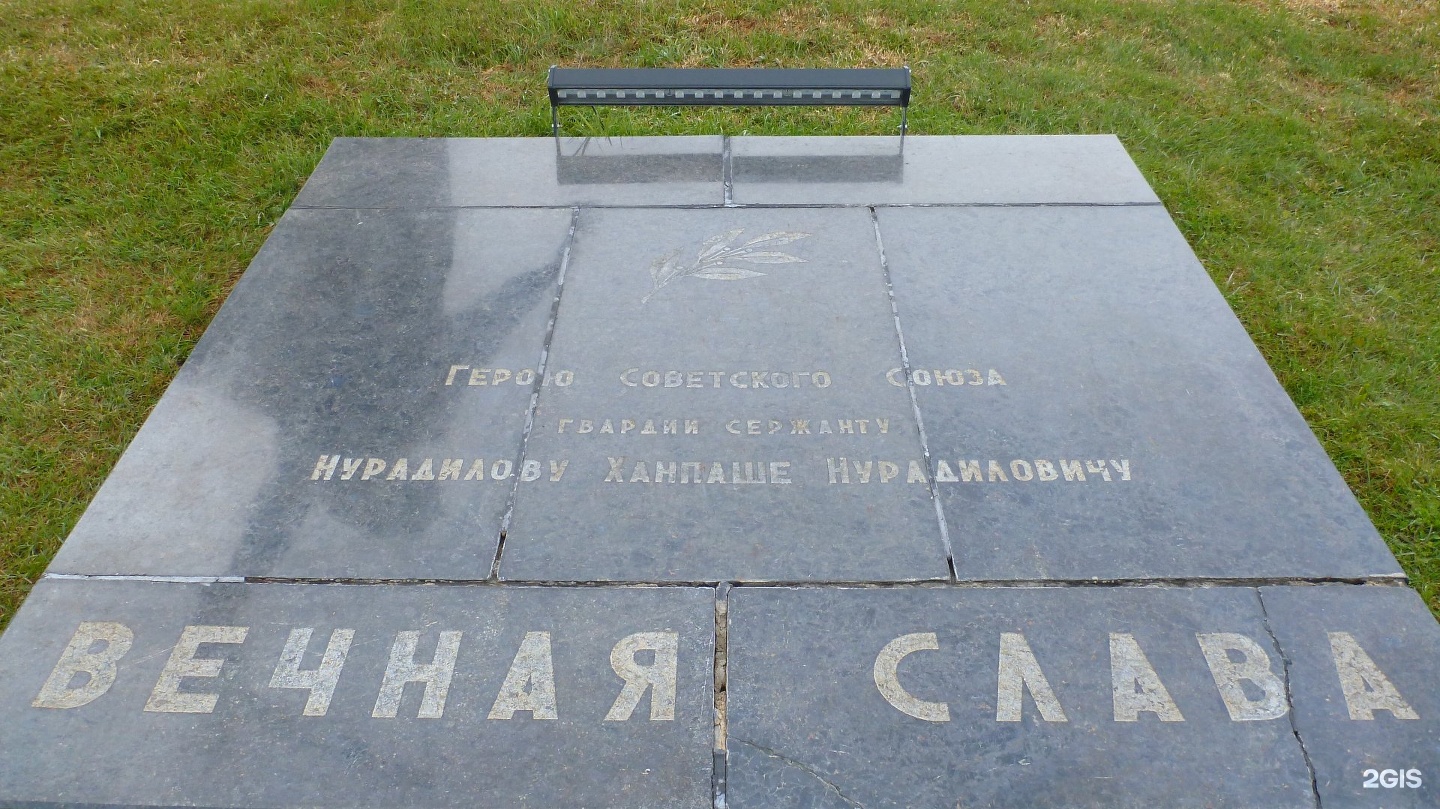 Герою Советского Союза
гвардии сержанту
Нурадилову Ханпаше Нурадиловичу
ВЕЧНАЯ СЛАВА
2GIS